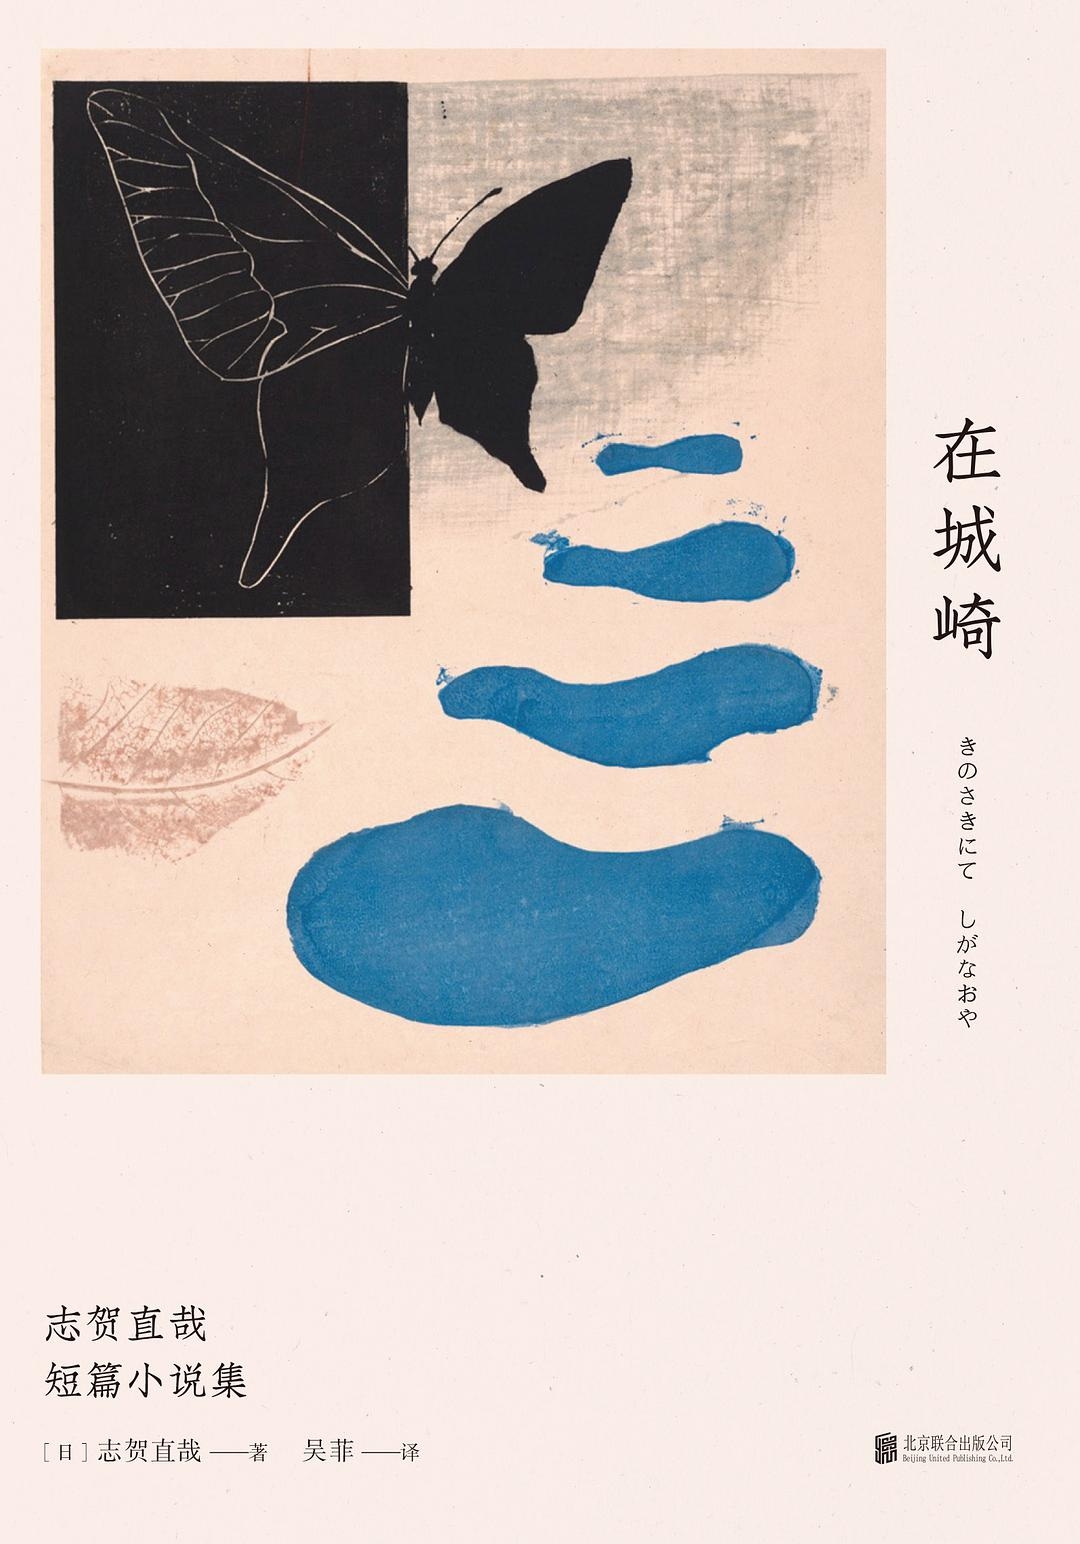 在城崎
きのさきにて しがなおや
志贺直哉
短篇小说集
[日] 志贺直哉 —— 著 吴菲 —— 译
北京联合出版公司
Beijing United Publishing Co.,Ltd.